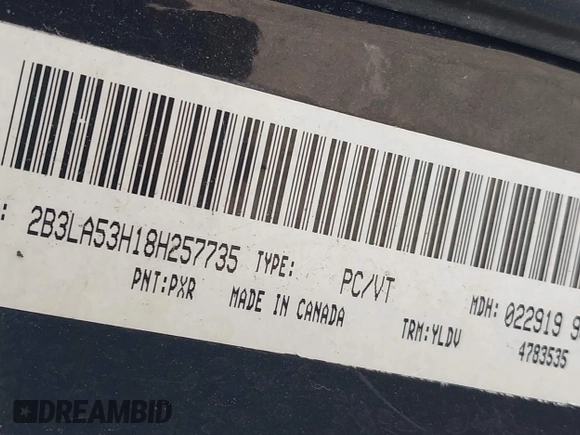 : 2B3LA53H18H257735 TYPE: PC/VT MDH: 022919 9
PNT:PXR MADE IN CANADA TRM:YLDV 4783535
DREAMBID